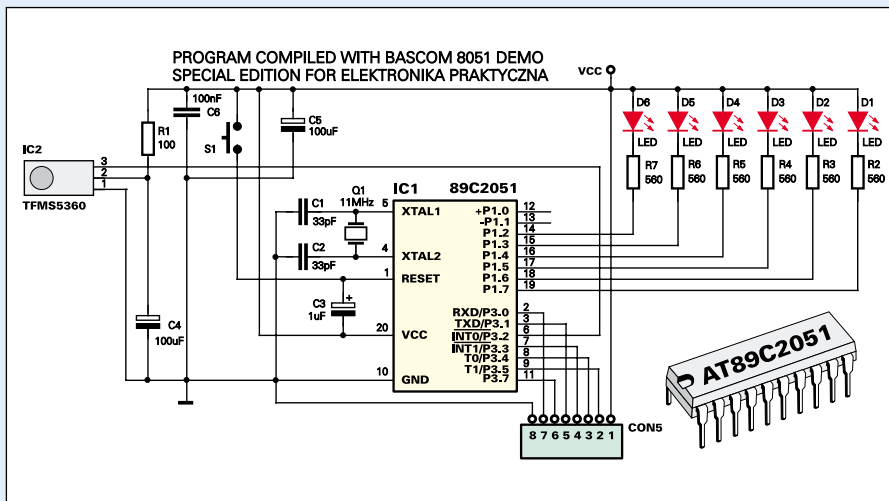 PROGRAM COMPILED WITH BASCOM 8051 DEMO
SPECIAL EDITION FOR ELEKTRONIKA PRAKTYCZNA
VCC
100nF
C6
C5
100uF
R1
100
S1
IC2
3
2
1
TFMS5360
D6
D5
D4
D3
D2
D1
LED
LED
LED
LED
LED
LED
R7
560
R6
560
R5
560
R4
560
R3
560
R2
560
IC1
89C2051
C1
33pF
Q1
11MHz
C2
33pF
C3
+
1uF
C4
100uF
5
XTAL1
4
XTAL2
1
RESET
20
VCC
10
GND
+P1.0
12
-P1.1
13
P1.2
14
P1.3
15
P1.4
16
P1.5
17
P1.6
18
P1.7
19
RXD/P3.0
2
TXD/P3.1
3
INT0/P3.2
6
INT1/P3.3
7
T0/P3.4
8
T1/P3.5
9
P3.7
11
8 7 6 5 4 3 2 1
CON5
AT89C2051